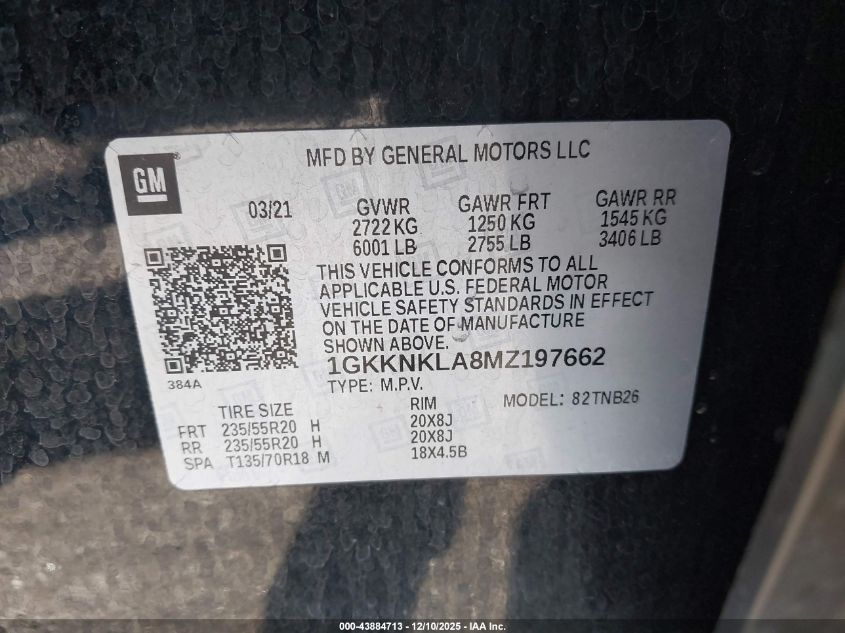 GM
MFD BY GENERAL MOTORS LLC
03/21
GVWR GAWR FRT GAWR RR
2722 KG 1250 KG 1545 KG
6001 LB 2755 LB 3406 LB
THIS VEHICLE CONFORMS TO ALL
APPLICABLE U.S. FEDERAL MOTOR
VEHICLE SAFETY STANDARDS IN EFFECT
ON THE DATE OF MANUFACTURE
SHOWN ABOVE.
1GKKNKLA8MZ197662
384A
TYPE: M.P.V.
MODEL: 82TNB26
TIRE SIZE RIM
FRT 235/55R20 H 20X8J
RR 235/55R20 H 20X8J
SPA T135/70R18 M 18X4.5B
000-43884713 - 12/10/2025 - IAA Inc.